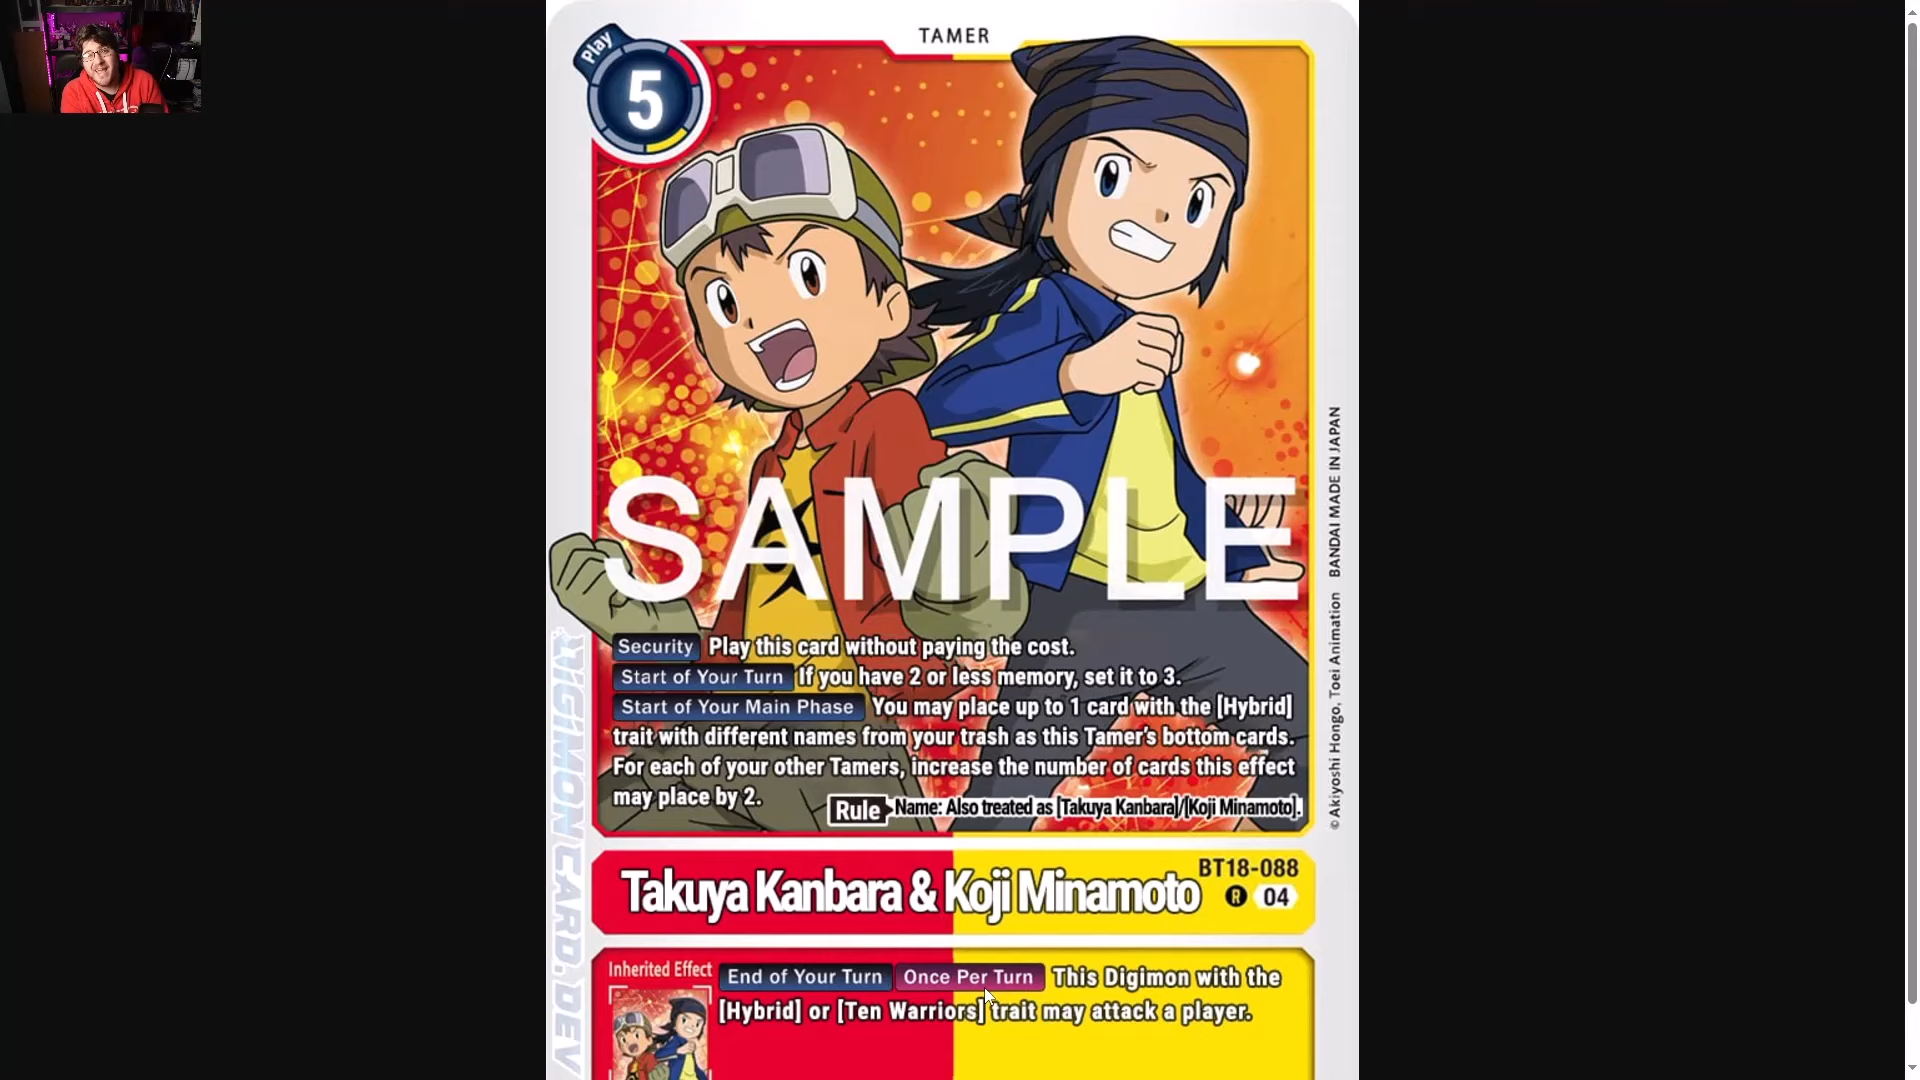 TAMER
Play
5
SAMPLE
Security Play this card without paying the cost.
Start of Your Turn If you have 2 or less memory, set it to 3.
Start of Your Main Phase You may place up to 1 card with the [Hybrid]
trait with different names from your trash as this Tamer's bottom cards.
For each of your other Tamers, increase the number of cards this effect
may place by 2.
Rule Name: Also treated as [Takuya Kanbara]/[Koji Minamoto].
© Akiyoshi Hongo, Toei Animation BANDAI MADE IN JAPAN
DIGIMONCARD.DEV
Takuya Kanbara & Koji Minamoto
BT18-088
R 04
Inherited Effect
End of Your Turn Once Per Turn This Digimon with the
[Hybrid] or [Ten Warriors] trait may attack a player.